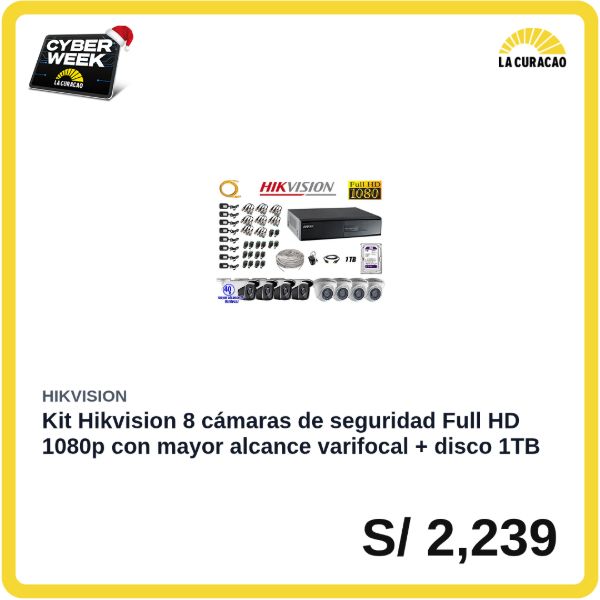 CYBER
WEEK
LA CURACAO
LA CURACAO
HIKVISION
Full HD
1080
1TB
HIKVISION
Kit Hikvision 8 cámaras de seguridad Full HD
1080p con mayor alcance varifocal + disco 1TB
S/ 2,239